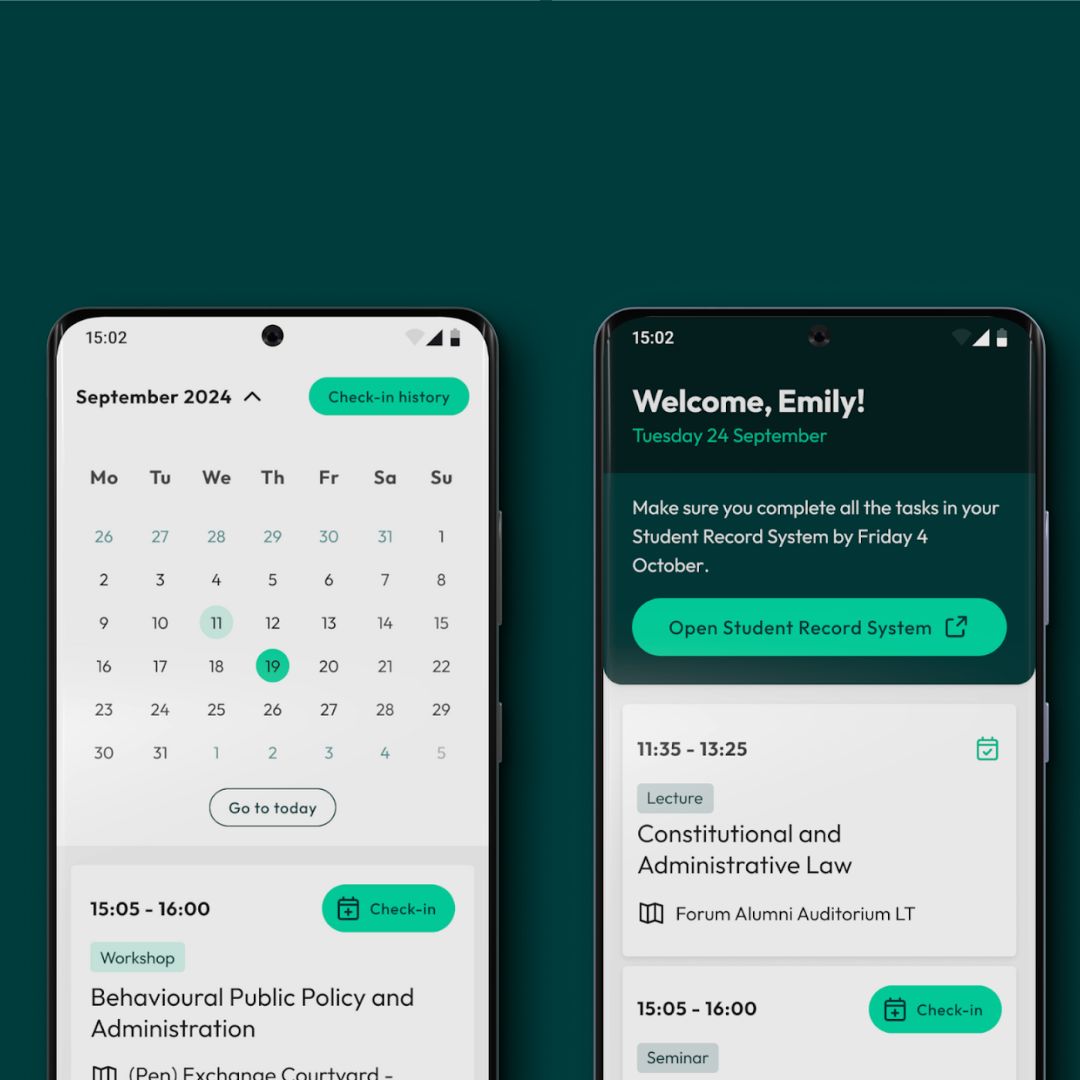 15:02
September 2024
Check-in history
Mo Tu We Th Fr Sa Su
26 27 28 29 30 31 1
2 3 4 5 6 7 8
9 10 11 12 13 14 15
16 17 18 19 20 21 22
23 24 25 26 27 28 29
30 31 1 2 3 4 5
Go to today
15:05 - 16:00
Check-in
Workshop
Behavioural Public Policy and
Administration
(Pen) Exchange Courtyard -
15:02
Welcome, Emily!
Tuesday 24 September
Make sure you complete all the tasks in your
Student Record System by Friday 4
October.
Open Student Record System
11:35 - 13:25
Lecture
Constitutional and
Administrative Law
Forum Alumni Auditorium LT
15:05 - 16:00
Check-in
Seminar